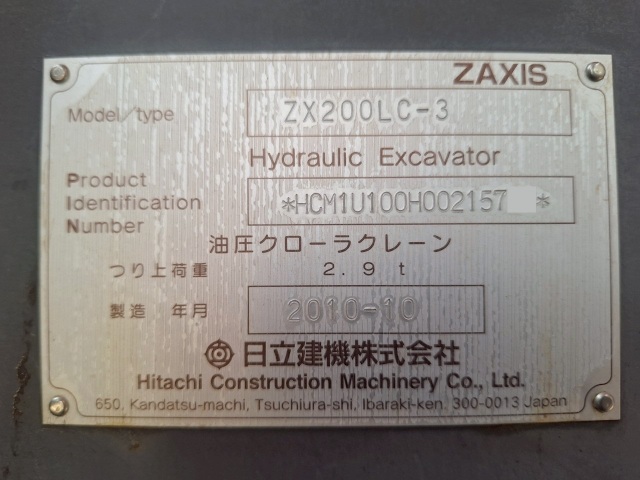 ZAXIS
Model/type ZX200LC-3
Hydraulic Excavator
Product
Identification *HCM1U100H002157 *
Number
油圧クローラクレーン
つり上荷重 2.9 t
製造 年月 2010-10
日立建機株式会社
Hitachi Construction Machinery Co., Ltd.
650, Kandatsu-machi, Tsuchiura-shi, Ibaraki-ken 300-0013 Japan